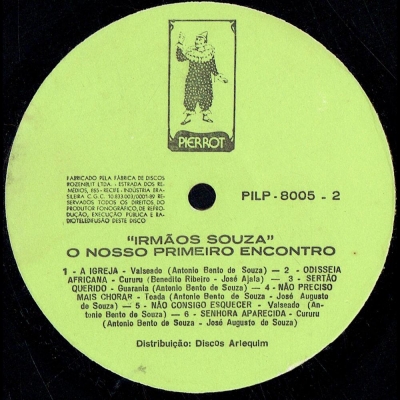 PIERROT
FABRICADO PELA FÁBRICA DE DISCOS
ROZENBLIT LTDA. - ESTRADA DOS RE-
MÉDIOS, 855 - RECIFE - INDÚSTRIA BRA-
SILEIRA C.G.C. 10.833.003/0001-89 RE-
SERVADOS TODOS OS DIREITOS DO
PRODUTOR FONOGRÁFICO, DE REPRO-
DUÇÃO, EXECUÇÃO PÚBLICA E RA-
DIOTELEDIFUSÃO DESTE DISCO
PILP - 8005 - 2
"IRMÃOS SOUZA"
O NOSSO PRIMEIRO ENCONTRO
1 - A IGREJA - Valseado (Antonio Bento de Souza) — 2 - ODISSEIA
AFRICANA - Cururu (Benedito Ribeiro - José Ajala) — 3 - SERTÃO
QUERIDO - Guarania (Antonio Bento de Souza) — 4 - NÃO PRECISO
MAIS CHORAR - Toada (Antonio Bento de Souza - José Augusto
de Souza) — 5 - NÃO CONSIGO ESQUECER - Valseado (An-
tonio Bento de Souza) — 6 - SENHORA APARECIDA - Cururu
(Antonio Bento de Souza - José Augusto de Souza)
Distribuição: Discos Arlequim